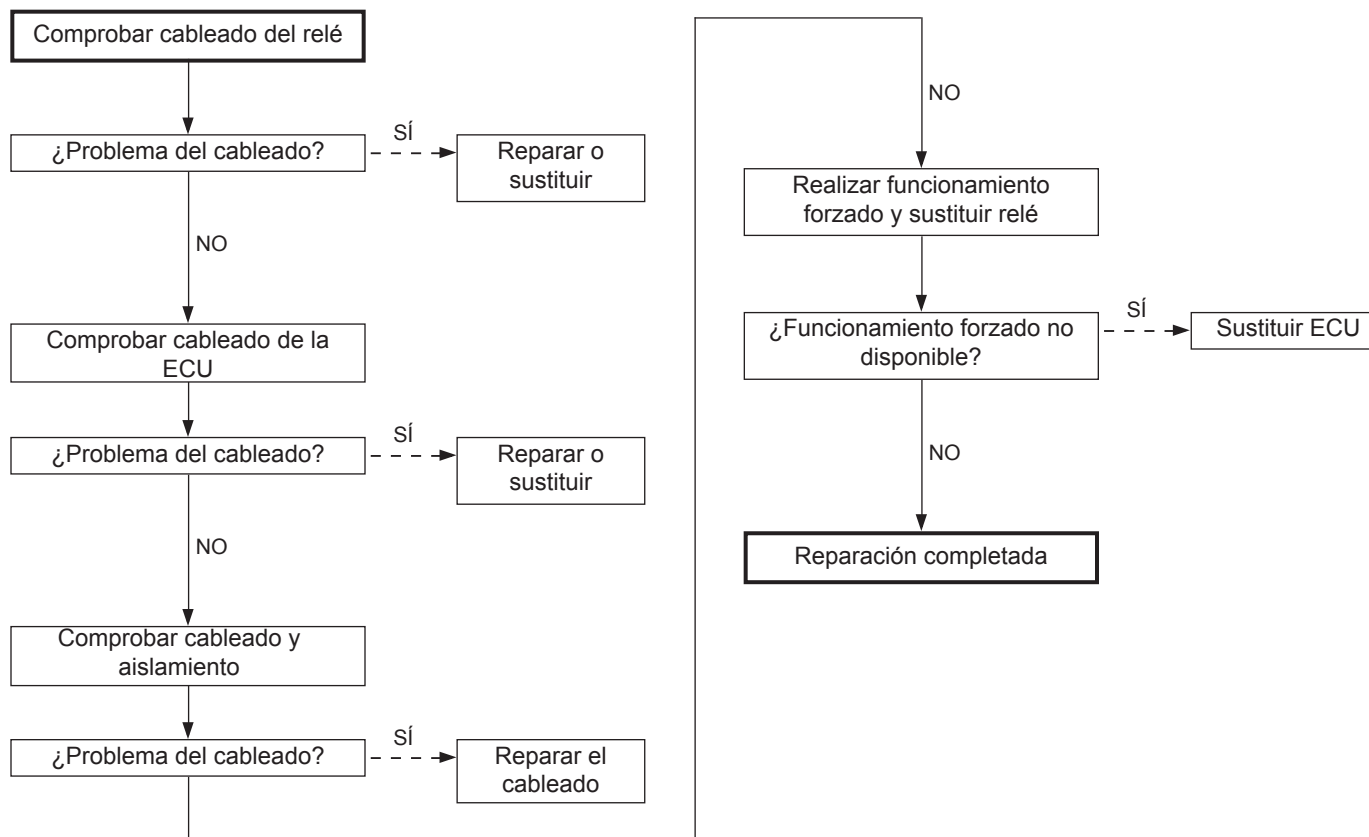 Comprobar cableado del relé
¿Problema del cableado?
SÍ
Reparar o
sustituir
NO
Comprobar cableado de la
ECU
¿Problema del cableado?
SÍ
Reparar o
sustituir
NO
Comprobar cableado y
aislamiento
¿Problema del cableado?
SÍ
Reparar el
cableado
NO
Realizar funcionamiento
forzado y sustituir relé
¿Funcionamiento forzado no
disponible?
SÍ
Sustituir ECU
NO
Reparación completada